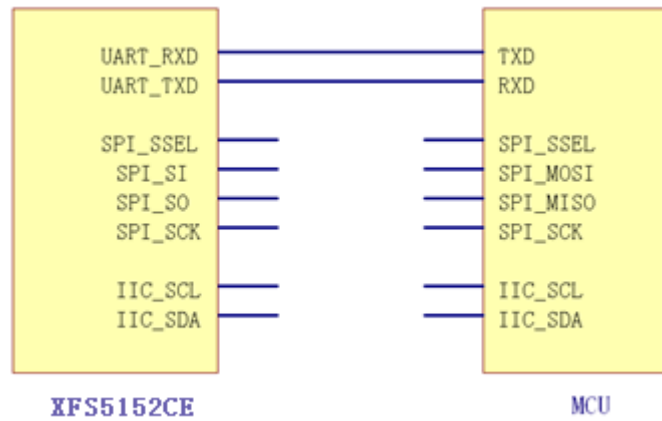 UART_RXD
UART_TXD
SPI_SSEL
SPI_SI
SPI_SO
SPI_SCK
IIC_SCL
IIC_SDA
XFS5152CE
TXD
RXD
SPI_SSEL
SPI_MOSI
SPI_MISO
SPI_SCK
IIC_SCL
IIC_SDA
MCU